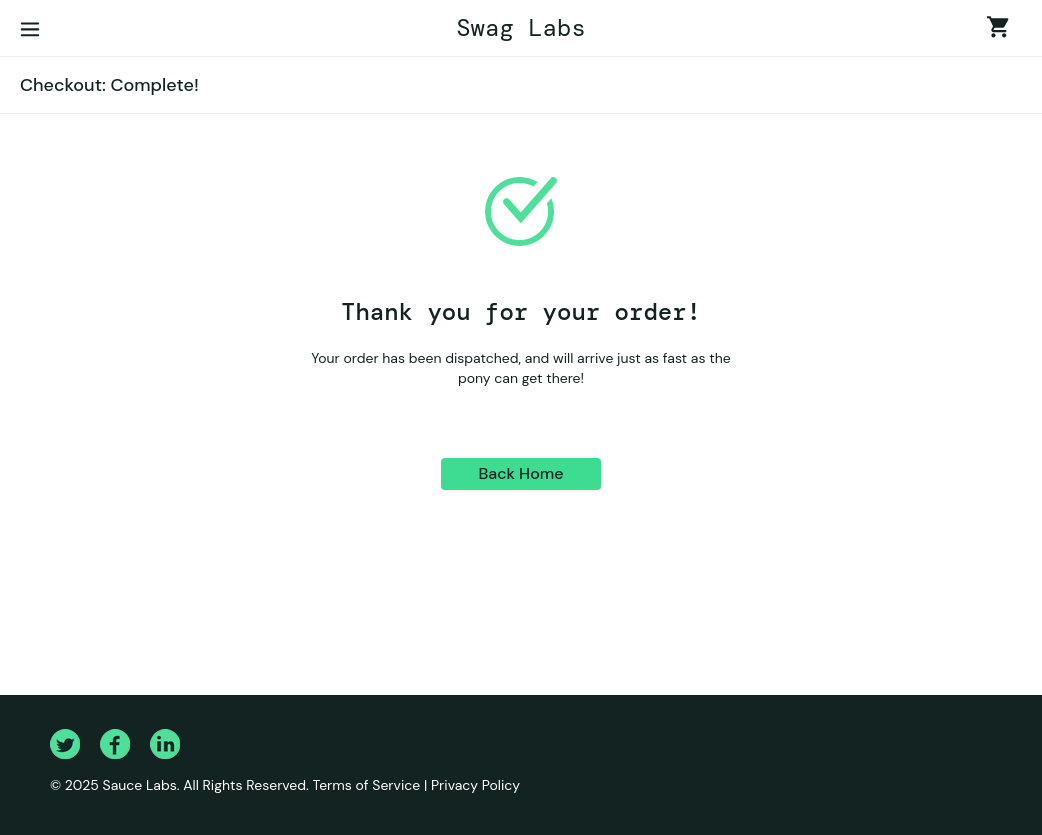 Swag Labs
Checkout: Complete!
Thank you for your order!
Your order has been dispatched, and will arrive just as fast as the
pony can get there!
Back Home
© 2025 Sauce Labs. All Rights Reserved. Terms of Service | Privacy Policy